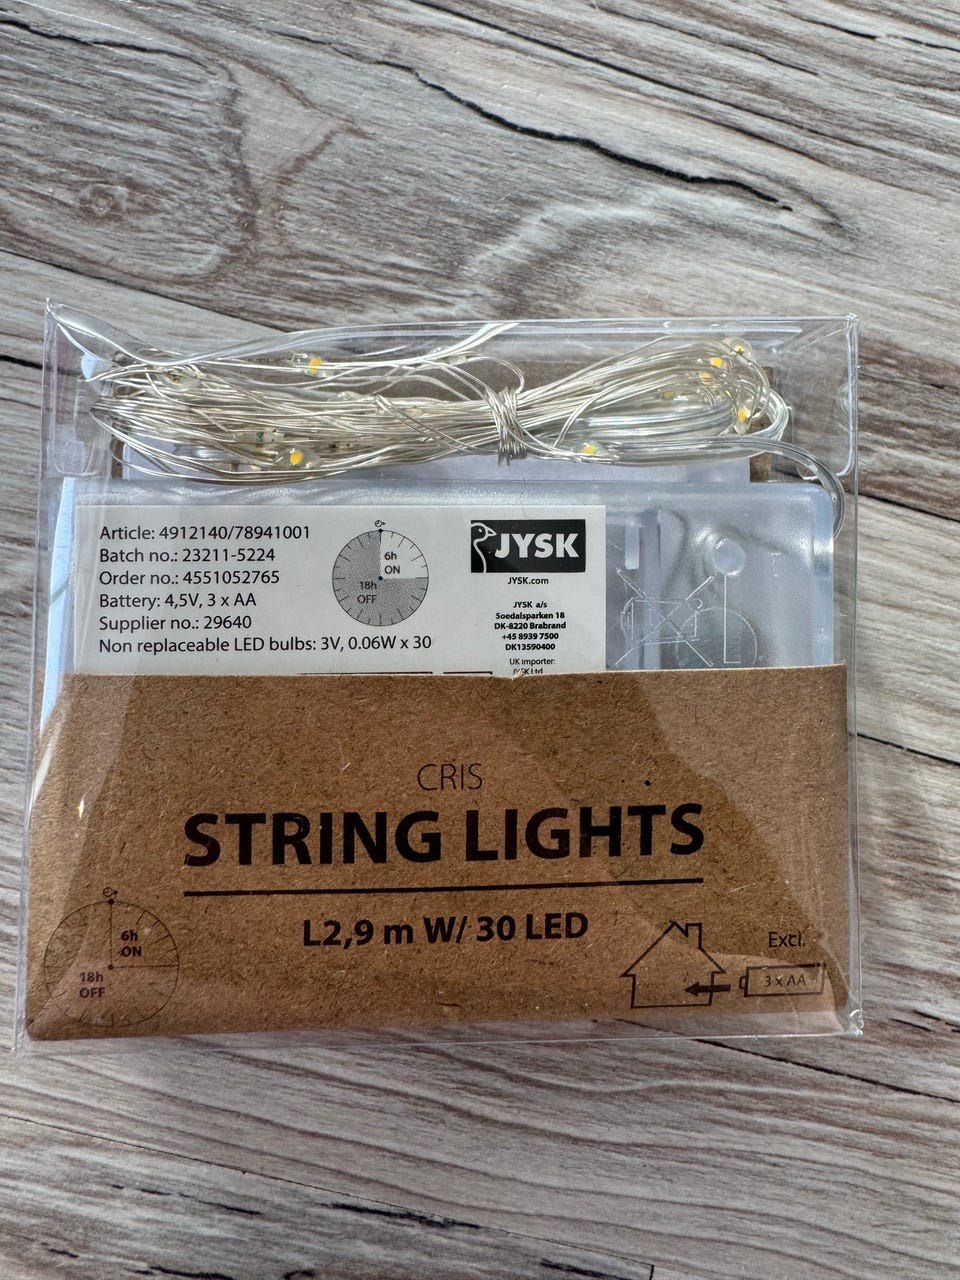 Article: 4912140/78941001
Batch no.: 23211-5224
Order no.: 4551052765
Battery: 4,5V, 3 x AA
Supplier no.: 29640
Non replaceable LED bulbs: 3V, 0.06W x 30
6h
ON
18h
OFF
JYSK
JYSK.com
JYSK a/s
Soedalsparken 18
DK-8220 Brabrand
+45 8939 7500
DK13590400
UK importer:
JYSK Ltd
CRIS
STRING LIGHTS
L2,9 m W/ 30 LED
6h
ON
18h
OFF
Excl.
3 x AA